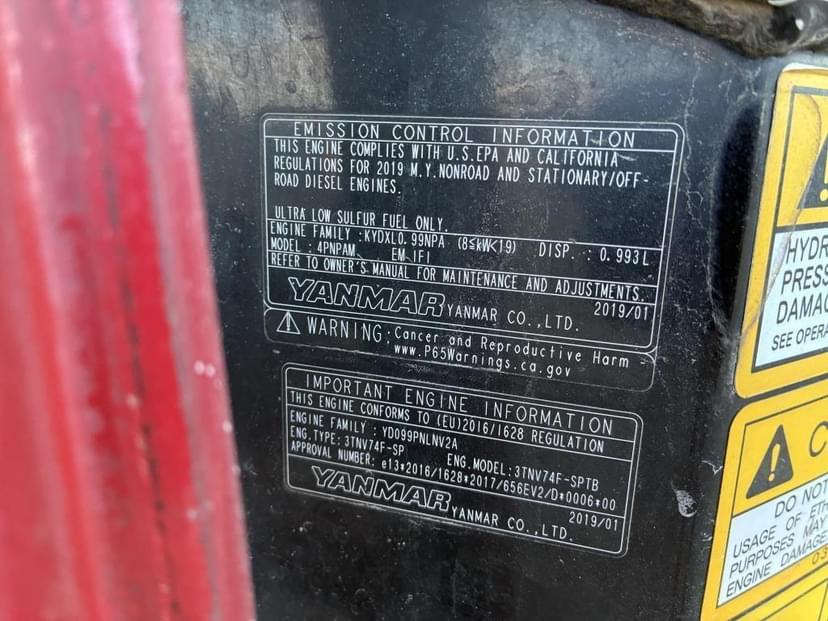 EMISSION CONTROL INFORMATION
THIS ENGINE COMPLIES WITH U.S.EPA AND CALIFORNIA
REGULATIONS FOR 2019 M.Y.NONROAD AND STATIONARY/OFF-
ROAD DIESEL ENGINES.
ULTRA LOW SULFUR FUEL ONLY.
ENGINE FAMILY :KYDXL0.99NPA (8≤kW<19) DISP : 0.993L
MODEL :4PNPAM EM IFI
REFER TO OWNER'S MANUAL FOR MAINTENANCE AND ADJUSTMENTS.
2019/01
YANMAR YANMAR CO.,LTD.
WARNING:Cancer and Reproductive Harm -
www.P65Warnings.ca.gov
IMPORTANT ENGINE INFORMATION
THIS ENGINE CONFORMS TO (EU)2016/1628 REGULATION
ENGINE FAMILY : YD099PNLNV2A
ENG.TYPE: 3TNV74F-SP ENG.MODEL:3TNV74F-SPTB
APPROVAL NUMBER: e13*2016/1628*2017/656EV2/D*0006*00
2019/01
YANMAR YANMAR CO.,LTD.
HYDR
PRESS
DAMAG
SEE OPERA
DO NOT
USAGE OF ETH
PURPOSES MAY
ENGINE DAMAGE